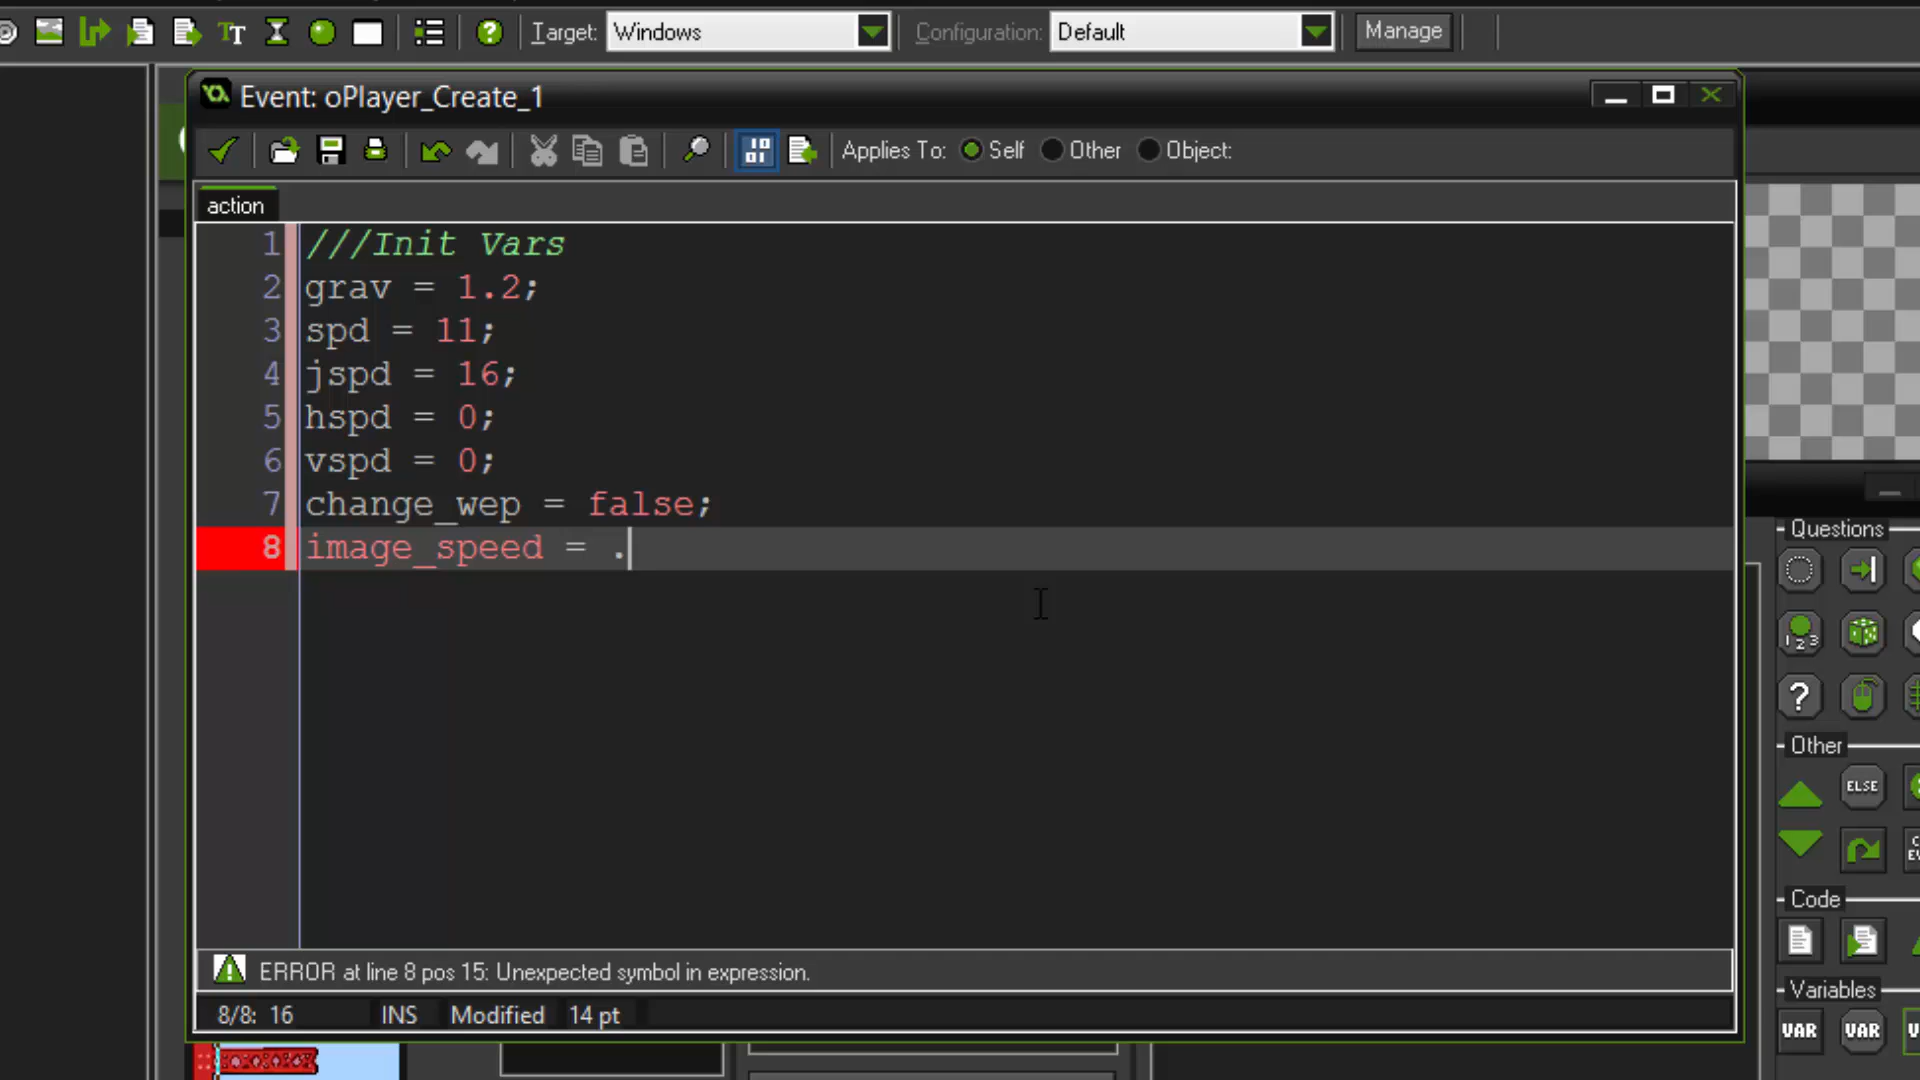 Target: Windows Configuration: Default Manage
Event: oPlayer_Create_1
Applies To: Self Other Object:
action
1 ///Init Vars
2 grav = 1.2;
3 spd = 11;
4 jspd = 16;
5 hspd = 0;
6 vspd = 0;
7 change_wep = false;
8 image_speed = .
Questions
1 2 3
?
Other
ELSE
Code
Variables
VAR VAR
ERROR at line 8 pos 15: Unexpected symbol in expression.
8/8: 16 INS Modified 14 pt